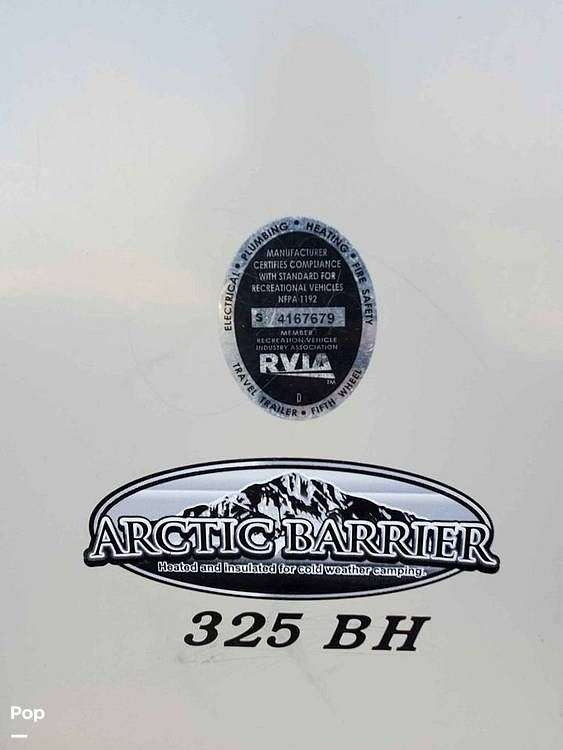 ELECTRICAL • PLUMBING • HEATING • FIRE SAFETY
MANUFACTURER
CERTIFIES COMPLIANCE
WITH STANDARD FOR
RECREATIONAL VEHICLES
NFPA 1192
S 4167679
MEMBER
RECREATION VEHICLE
INDUSTRY ASSOCIATION
RVIA
TM
D
TRAVEL TRAILER • FIFTH WHEEL
ARCTIC BARRIER
Heated and insulated for cold weather camping.
325 BH
Pop